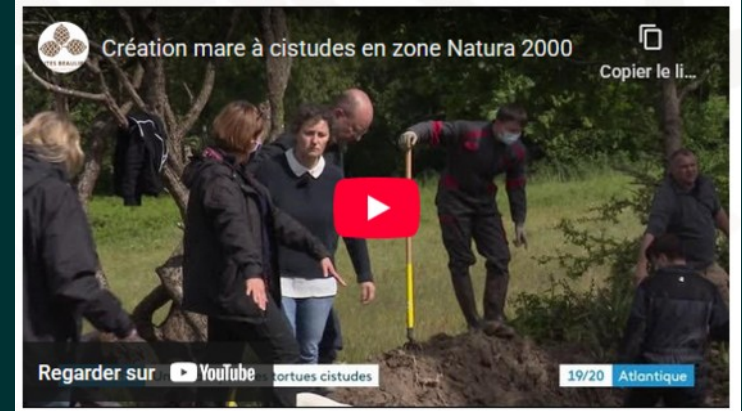 Création mare à cistudes en zone Natura 2000
Copier le li...
Regarder sur YouTube
tortues cistudes
19/20 Atlantique